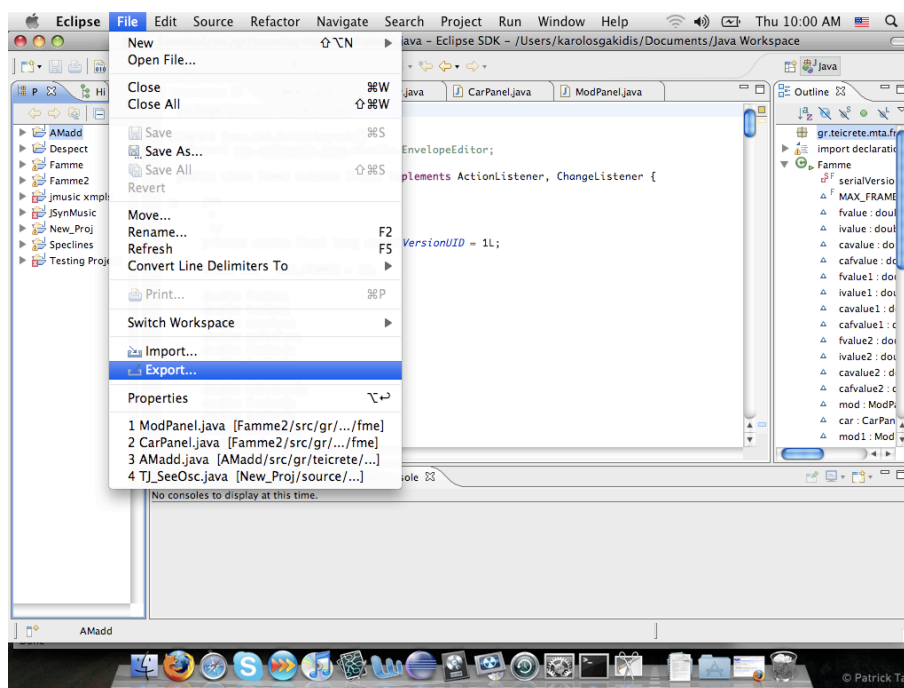 Eclipse File Edit Source Refactor Navigate Search Project Run Window Help Thu 10:00 AM
java – Eclipse SDK – /Users/karolosgakidis/Documents/Java Workspace
Java
P Hi
.java CarPanel.java ModPanel.java
Outline
New ⇧⌥N
Open File...
Close ⌘W
Close All ⇧⌘W
Save ⌘S
Save As...
Save All ⇧⌘S
Revert
Move...
Rename... F2
Refresh F5
Convert Line Delimiters To
Print... ⌘P
Switch Workspace
Import...
Export...
Properties ⌥↩
1 ModPanel.java [Famme2/src/gr/.../fme]
2 CarPanel.java [Famme2/src/gr/.../fme]
3 AMadd.java [AMadd/src/gr/teicrete/...]
4 TJ_SeeOsc.java [New_Proj/source/...]
AMadd
Despect
Famme
Famme2
jmusic xmpl
JSynMusic
New_Proj
Speclines
Testing Proje
EnvelopeEditor;
plements ActionListener, ChangeListener {
VersionUID = 1L;
gr.teicrete.mta.fr
import declaratio
Famme
serialVersio
MAX_FRAME
fvalue : doul
ivalue : doub
cavalue : do
cafvalue : do
fvalue1 : dou
ivalue1 : dou
cavalue1 : d
cafvalue1 : c
fvalue2 : dou
ivalue2 : dou
cavalue2 : d
cafvalue2 : c
mod : ModPa
car : CarPan
mod1 : Mod
sole
No consoles to display at this time.
AMadd
© Patrick Ta